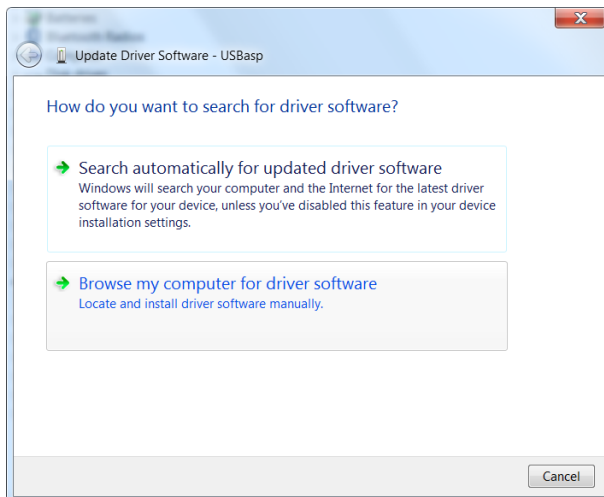 Batteries
Bluetooth Radios
Update Driver Software - USBasp
How do you want to search for driver software?
Search automatically for updated driver software
Windows will search your computer and the Internet for the latest driver
software for your device, unless you've disabled this feature in your device
installation settings.
Browse my computer for driver software
Locate and install driver software manually.
Cancel